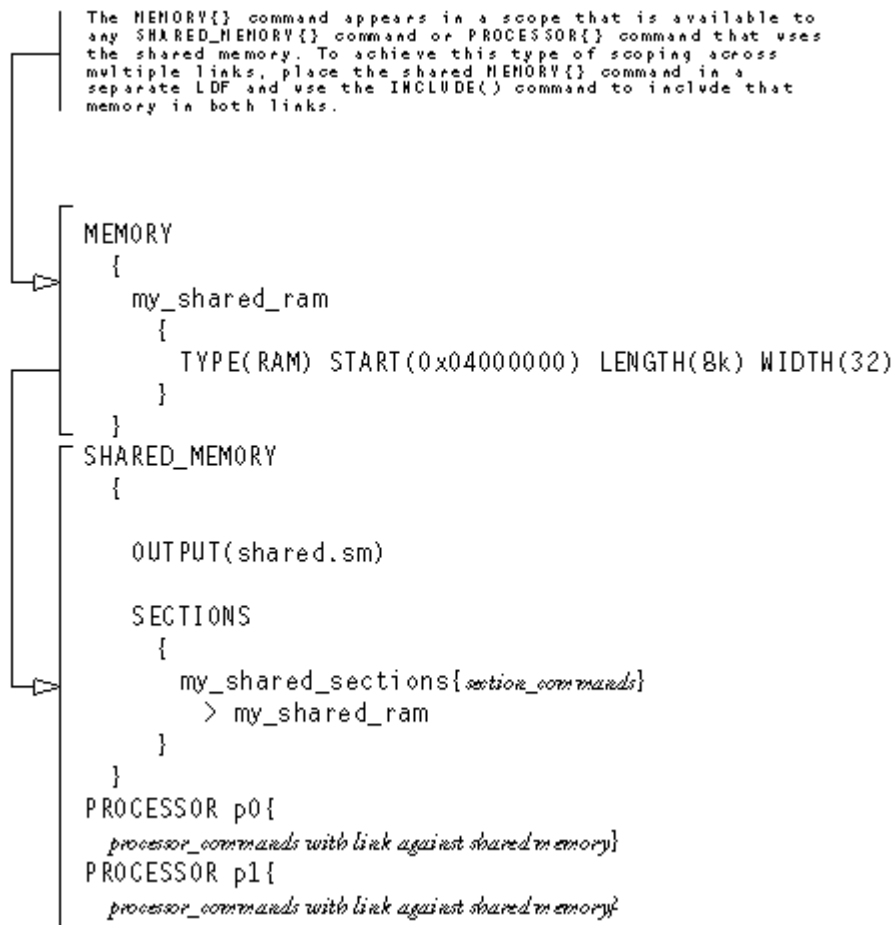 The MEMORY{} command appears in a scope that is available to
any SHARED_MEMORY{} command or PROCESSOR{} command that uses
the shared memory. To achieve this type of scoping across
multiple links, place the shared MEMORY{} command in a
separate LDF and use the INCLUDE() command to include that
memory in both links.
MEMORY
{
my_shared_ram
{
TYPE(RAM) START(0x04000000) LENGTH(8k) WIDTH(32)
}
}
SHARED_MEMORY
{
OUTPUT(shared.sm)
SECTIONS
{
my_shared_sections{section_commands}
> my_shared_ram
}
}
PROCESSOR p0{
processor_commands with link against shared memory}
PROCESSOR p1{
processor_commands with link against shared memory}